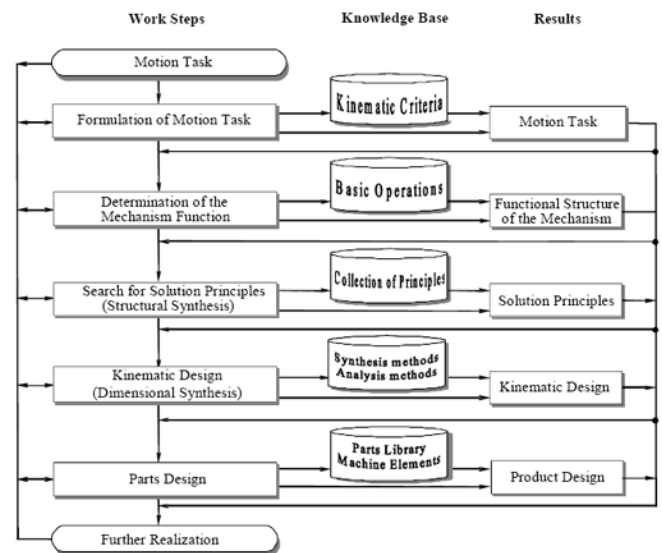 Work Steps
Knowledge Base
Results
Motion Task
Formulation of Motion Task
Kinematic Criteria
Motion Task
Determination of the
Mechanism Function
Basic Operations
Functional Structure
of the Mechanism
Search for Solution Principles
(Structural Synthesis)
Collection of Principles
Solution Principles
Kinematic Design
(Dimensional Synthesis)
Synthesis methods
Analysis methods
Kinematic Design
Parts Design
Parts Library
Machine Elements
Product Design
Further Realization